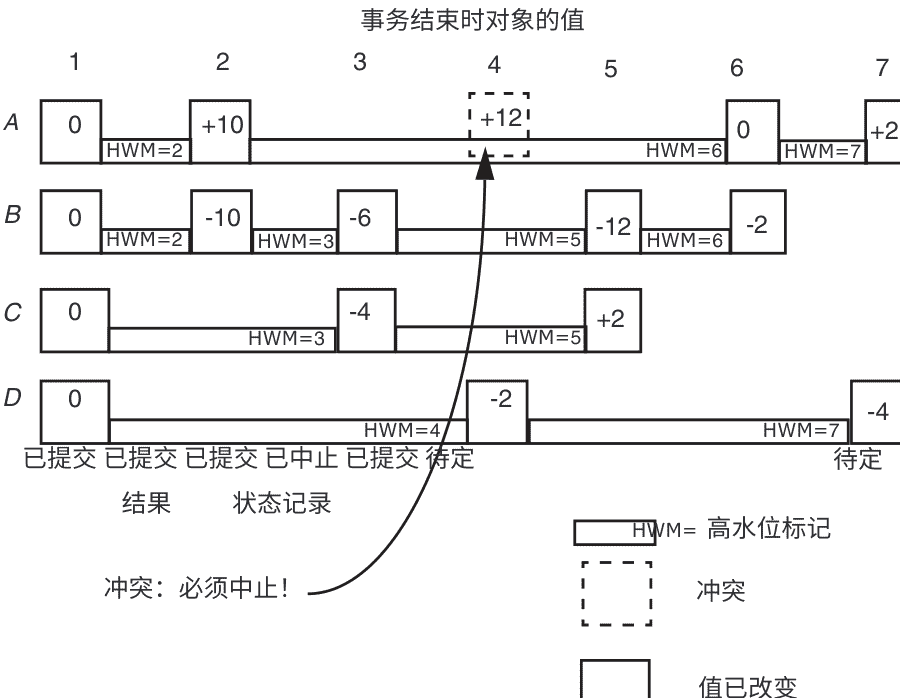 事务结束时对象的值
1 2 3 4 5 6 7
A 0 HWM=2 +10 +12 HWM=6 0 HWM=7 +2
B 0 HWM=2 -10 HWM=3 -6 HWM=5 -12 HWM=6 -2
C 0 HWM=3 -4 HWM=5 +2
D 0 HWM=4 -2 HWM=7 -4
已提交 已提交 已提交 已中止 已提交 待定 待定
结果 状态记录
HWM= 高水位标记
冲突：必须中止！
冲突
值已改变